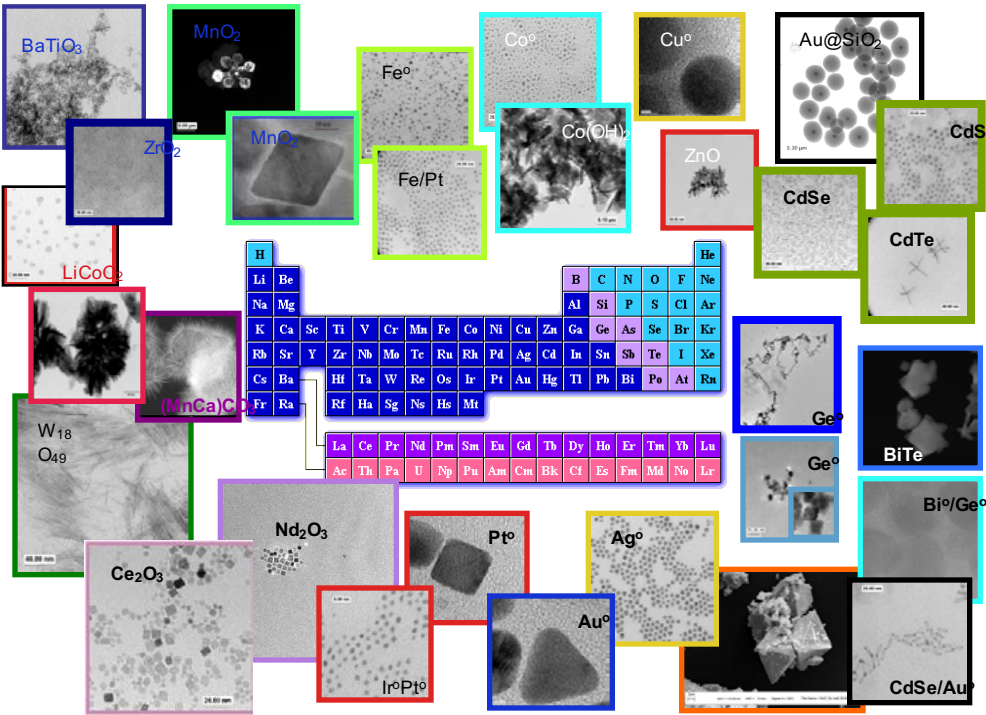 BaTiO₃
MnO₂
Feº
Coº
Cuº
Au@SiO₂
ZrO₂
MnO₂
Fe/Pt
Co(OH)₂
ZnO
CdS
CdSe
CdTe
LiCoO₂
(MnCa)CO₃
W₁₈
O₄₉
H He
Li Be B C N O F Ne
Na Mg Al Si P S Cl Ar
K Ca Sc Ti V Cr Mn Fe Co Ni Cu Zn Ga Ge As Se Br Kr
Rb Sr Y Zr Nb Mo Tc Ru Rh Pd Ag Cd In Sn Sb Te I Xe
Cs Ba Hf Ta W Re Os Ir Pt Au Hg Tl Pb Bi Po At Rn
Fr Ra Rf Ha Sg Ns Hs Mt
La Ce Pr Nd Pm Sm Eu Gd Tb Dy Ho Er Tm Yb Lu
Ac Th Pa U Np Pu Am Cm Bk Cf Es Fm Md No Lr
Geº
BiTe
Geº
Biº/Geº
Nd₂O₃
Ptº
Agº
Ce₂O₃
Auº
IrºPtº
CdSe/Auº
0.30 µm
20.00 nm